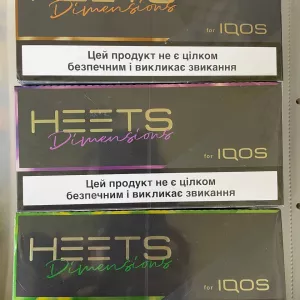 HEETS
Dimensions
for IQOS
Цей продукт не є цілком
безпечним і викликає звикання
HEETS
Dimensions
for IQOS
Цей продукт не є цілком
безпечним і викликає звикання
HEETS
Dimensions
for IQOS